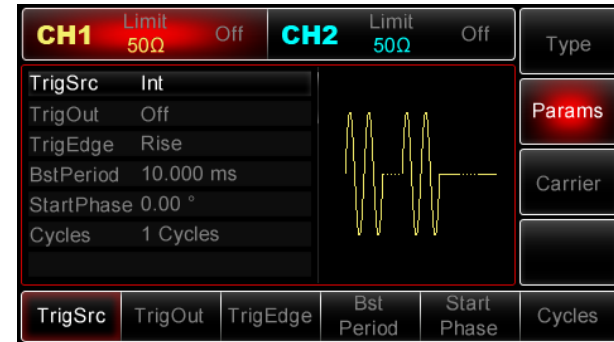 CH1 Limit 50Ω Off CH2 Limit 50Ω Off
Type
TrigSrc Int
TrigOut Off
TrigEdge Rise
BstPeriod 10.000 ms
StartPhase 0.00 °
Cycles 1 Cycles
Params
Carrier
TrigSrc TrigOut TrigEdge Bst Period Start Phase Cycles